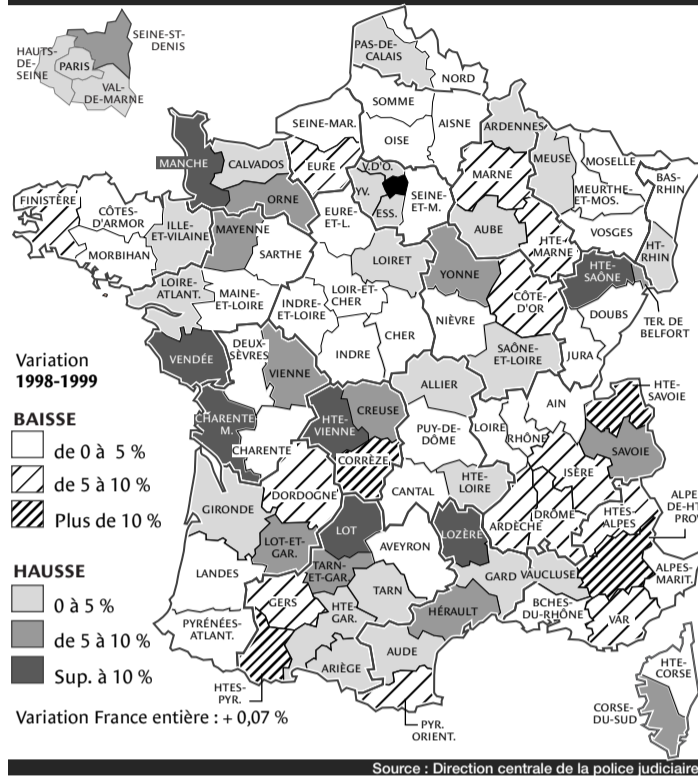 SEINE-ST-
DENIS
HAUTS-
DE-
SEINE
PARIS
VAL-
DE-MARNE
PAS-DE-
CALAIS
NORD
SOMME
SEINE-MAR.
OISE
AISNE
ARDENNES
MANCHE
CALVADOS
EURE
V.D'O.
YV.
ESS.
SEINE-
ET-M.
MARNE
MEUSE
MOSELLE
MEURTHE-
ET-MOS.
BAS-
RHIN
FINISTÈRE
CÔTES-
D'ARMOR
ILLE-
ET-VILAINE
MORBIHAN
ORNE
MAYENNE
SARTHE
EURE-
ET-L.
LOIRET
AUBE
YONNE
HTE-
MARNE
VOSGES
HT-
RHIN
HTE-
SAÔNE
LOIRE-
ATLANT.
MAINE-
ET-LOIRE
INDRE-
ET-LOIRE
LOIR-ET-
CHER
CHER
NIÈVRE
CÔTE-
D'OR
DOUBS
TER. DE
BELFORT
JURA
VENDÉE
DEUX-
SÈVRES
VIENNE
INDRE
ALLIER
SAÔNE-
ET-LOIRE
CHARENTE
M.
CHARENTE
HTE-
VIENNE
CREUSE
PUY-DE-
DÔME
LOIRE
RHÔNE
AIN
HTE-
SAVOIE
SAVOIE
ISÈRE
CORRÈZE
DORDOGNE
CANTAL
HTE-
LOIRE
ARDÈCHE
DRÔME
HTES-
ALPES
ALPE
DE-HT
PRO
GIRONDE
LOT-ET-
GAR.
LOT
LOZÈRE
AVEYRON
TARN-
ET-GAR.
TARN
GARD
VAUCLUSE
ALPES-
MARIT.
LANDES
GERS
HTE
GAR.
HÉRAULT
BCHES-
DU-RHÔNE
VAR
PYRÉNÉES-
ATLANT.
HTES-
PYR.
ARIÈGE
AUDE
PYR.
ORIENT.
HTE-
CORSE
CORSE-
DU-SUD
Variation
1998-1999
BAISSE
de 0 à 5 %
de 5 à 10 %
Plus de 10 %
HAUSSE
0 à 5 %
de 5 à 10 %
Sup. à 10 %
Variation France entière : + 0,07 %
Source : Direction centrale de la police judiciaire